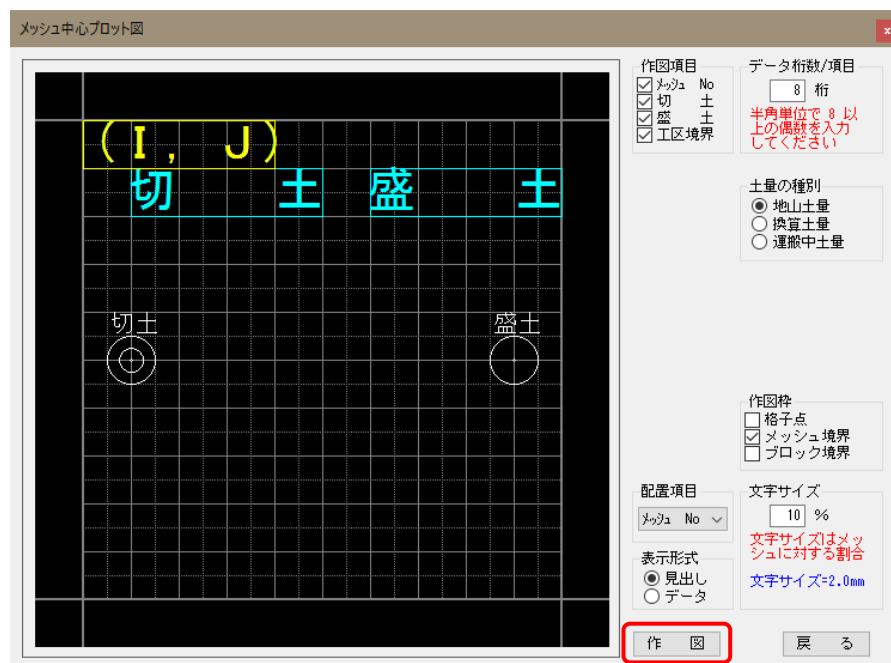 メッシュ中心プロット図
x
(I, J)
切 土 盛 土
切土 盛土
作図項目
メッシュ No
切 土
盛 土
工区境界
データ桁数/項目
8 桁
半角単位で 8 以
上の偶数を入力
してください
土量の種別
地山土量
換算土量
運搬中土量
作図枠
格子点
メッシュ境界
ブロック境界
配置項目
メッシュ No
文字サイズ
10 %
文字サイズはメッ
シュに対する割合
文字サイズ=2.0mm
表示形式
見出し
データ
作 図
戻 る